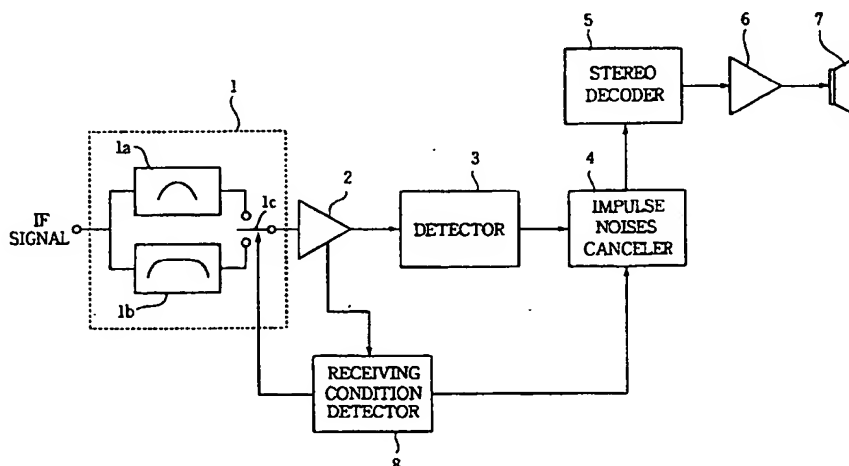 6
7
5
STEREO
DECODER
1
1a
1c
2
3
4
IF
SIGNAL
DETECTOR
IMPULSE
NOISES
CANCELER
1b
RECEIVING
CONDITION
DETECTOR
8